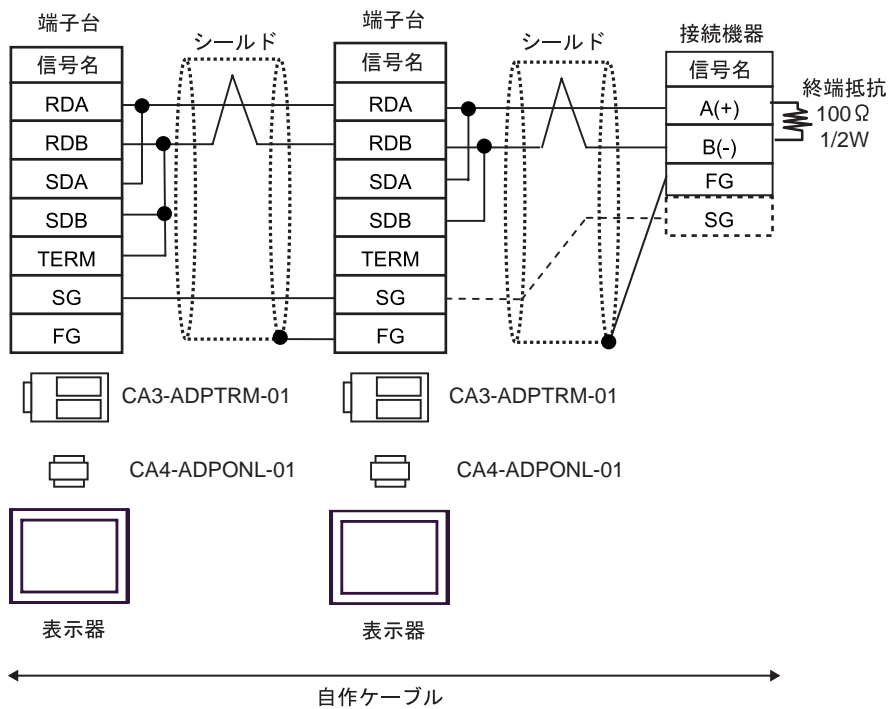 端子台
信号名
RDA
RDB
SDA
SDB
TERM
SG
FG
シールド
端子台
信号名
RDA
RDB
SDA
SDB
TERM
SG
FG
シールド
接続機器
信号名
A(+)
B(-)
FG
SG
終端抵抗
100Ω
1/2W
CA3-ADPTRM-01
CA3-ADPTRM-01
CA4-ADPONL-01
CA4-ADPONL-01
表示器
表示器
自作ケーブル